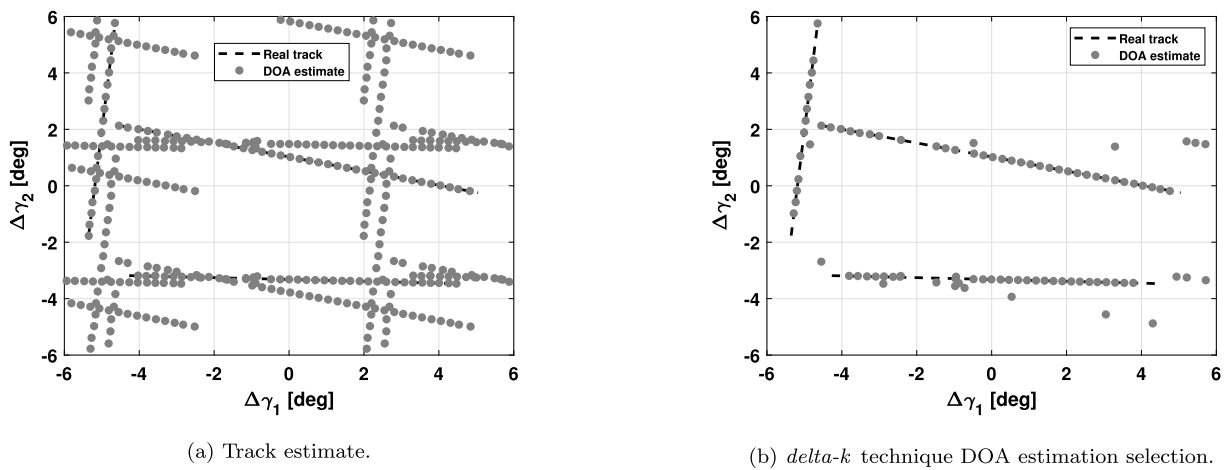 6
4
2
0
-2
-4
-6
Δγ₂ [deg]
Real track
DOA estimate
-6 -4 -2 0 2 4 6
Δγ₁ [deg]
(a) Track estimate.
6
4
2
0
-2
-4
-6
Δγ₂ [deg]
Real track
DOA estimate
-6 -4 -2 0 2 4 6
Δγ₁ [deg]
(b) delta-k technique DOA estimation selection.